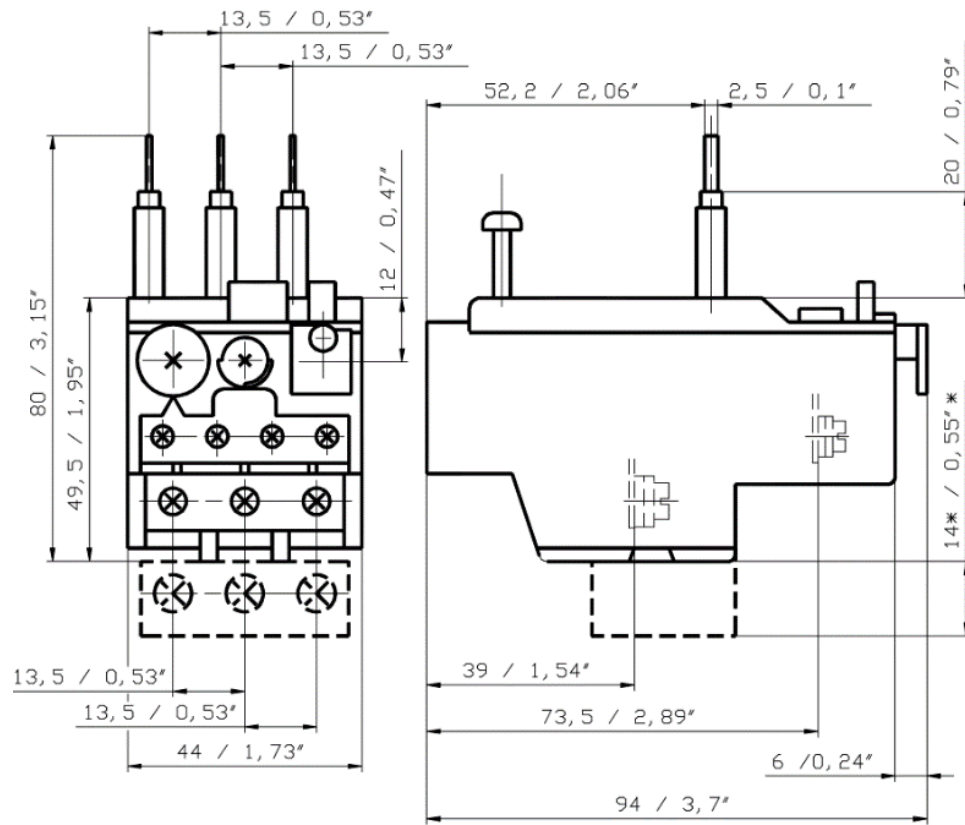 13,5 / 0,53"
13,5 / 0,53"
52,2 / 2,06"
2,5 / 0,1"
20 / 0,79"
12 / 0,47"
80 / 3,15"
49,5 / 1,95"
14* / 0,55" *
39 / 1,54"
13,5 / 0,53"
13,5 / 0,53"
73,5 / 2,89"
44 / 1,73"
6 /0,24"
94 / 3,7"